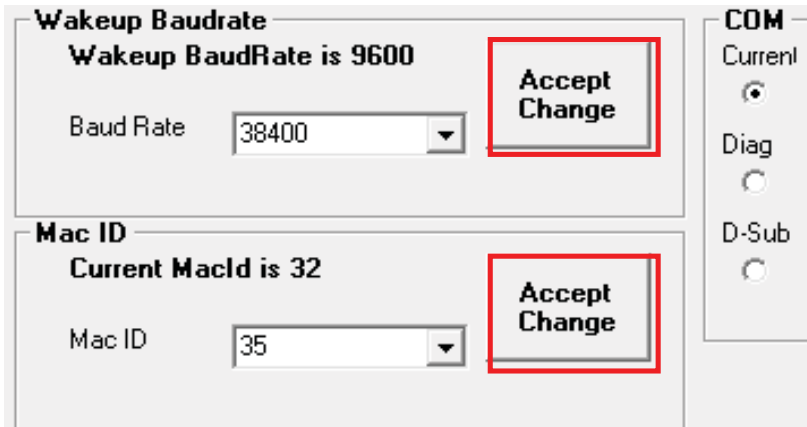 Wakeup Baudrate
Wakeup BaudRate is 9600
Baud Rate
38400
Accept
Change
Mac ID
Current MacId is 32
Mac ID
35
Accept
Change
COM
Current
Diag
D-Sub